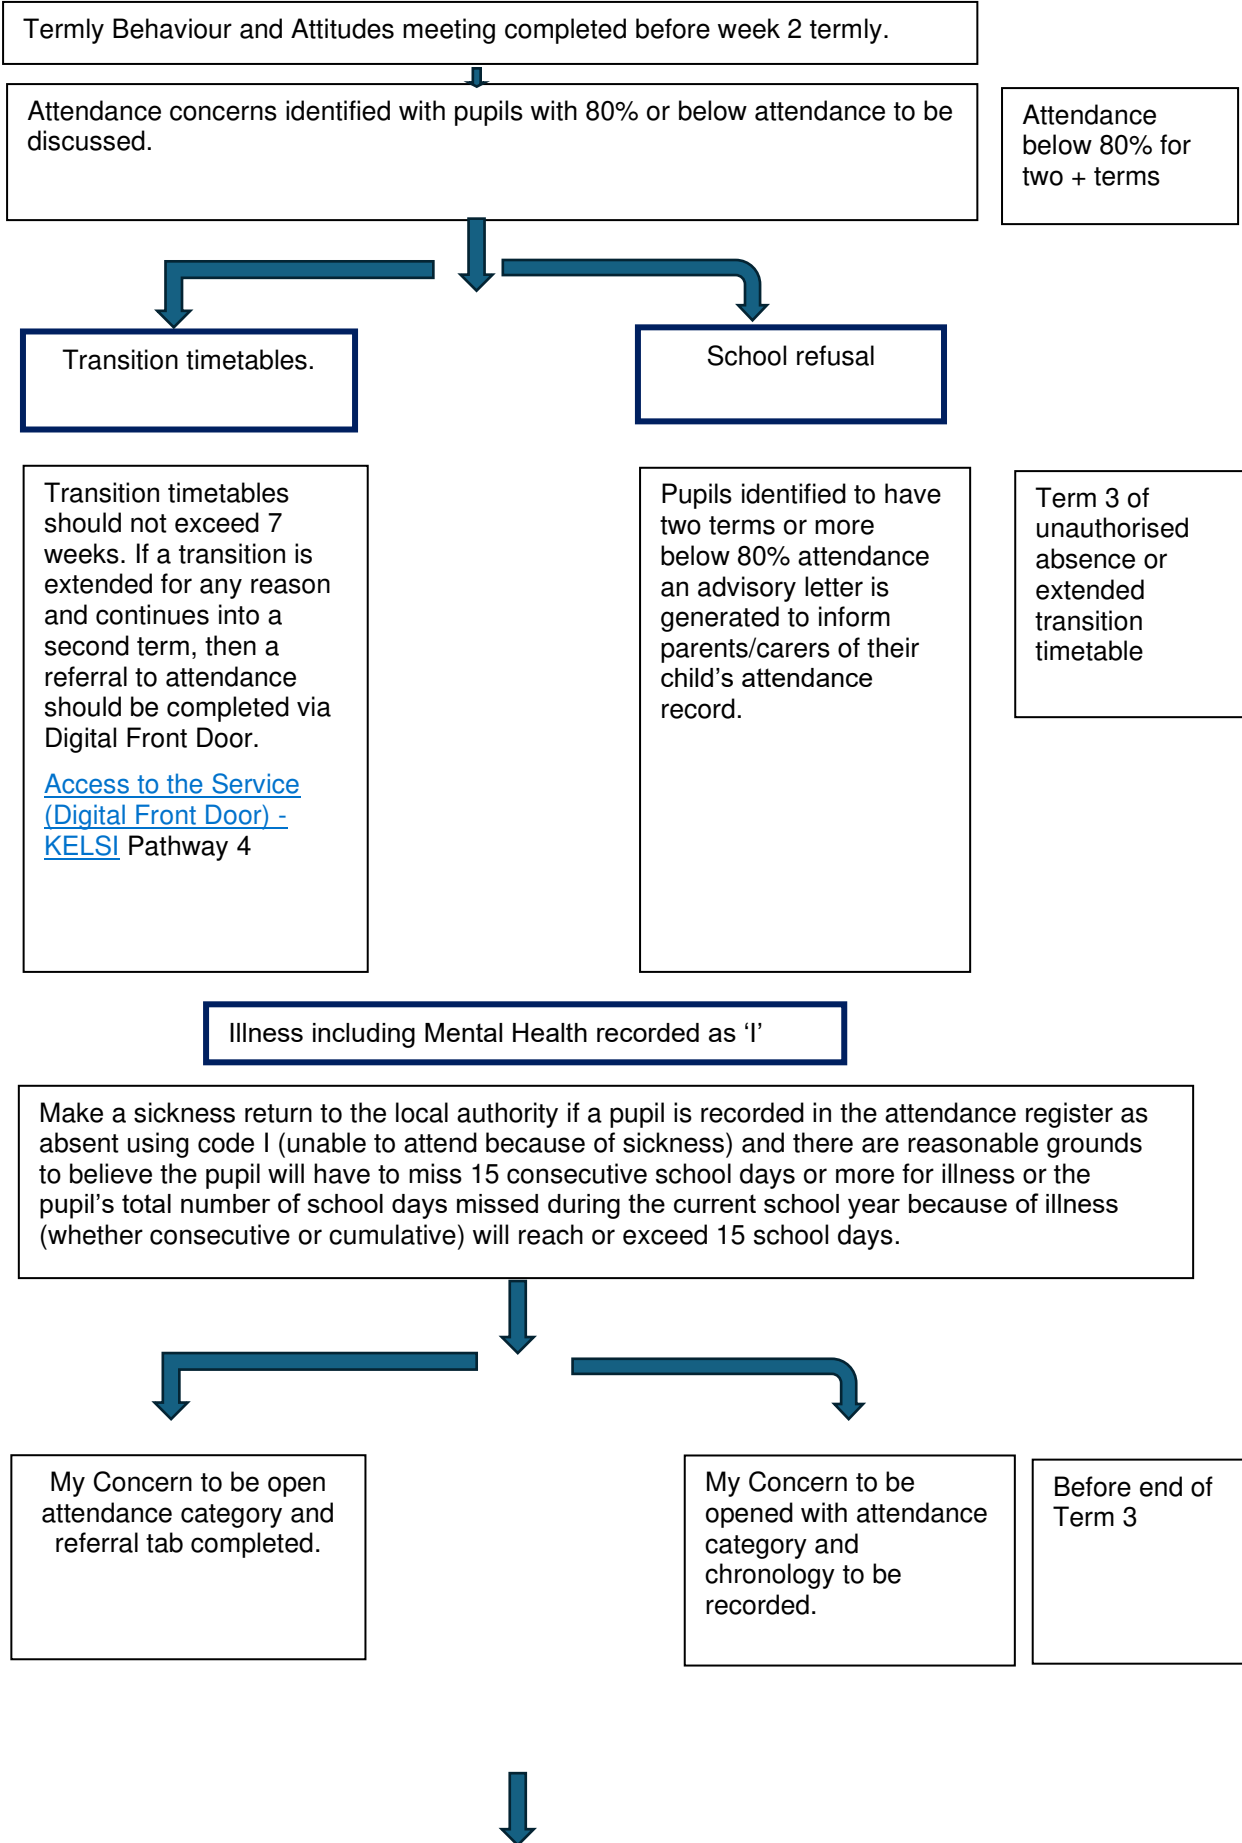 Termly Behaviour and Attitudes meeting completed before week 2 termly.
Attendance concerns identified with pupils with 80% or below attendance to be
discussed.
Attendance
below 80% for
two + terms
Transition timetables.
School refusal
Transition timetables
should not exceed 7
weeks. If a transition is
extended for any reason
and continues into a
second term, then a
referral to attendance
should be completed via
Digital Front Door.
Access to the Service
(Digital Front Door) -
KELSI Pathway 4
Pupils identified to have
two terms or more
below 80% attendance
an advisory letter is
generated to inform
parents/carers of their
child’s attendance
record.
Term 3 of
unauthorised
absence or
extended
transition
timetable
Illness including Mental Health recorded as ‘I’
Make a sickness return to the local authority if a pupil is recorded in the attendance register as
absent using code I (unable to attend because of sickness) and there are reasonable grounds
to believe the pupil will have to miss 15 consecutive school days or more for illness or the
pupil’s total number of school days missed during the current school year because of illness
(whether consecutive or cumulative) will reach or exceed 15 school days.
My Concern to be open
attendance category and
referral tab completed.
My Concern to be
opened with attendance
category and
chronology to be
recorded.
Before end of
Term 3